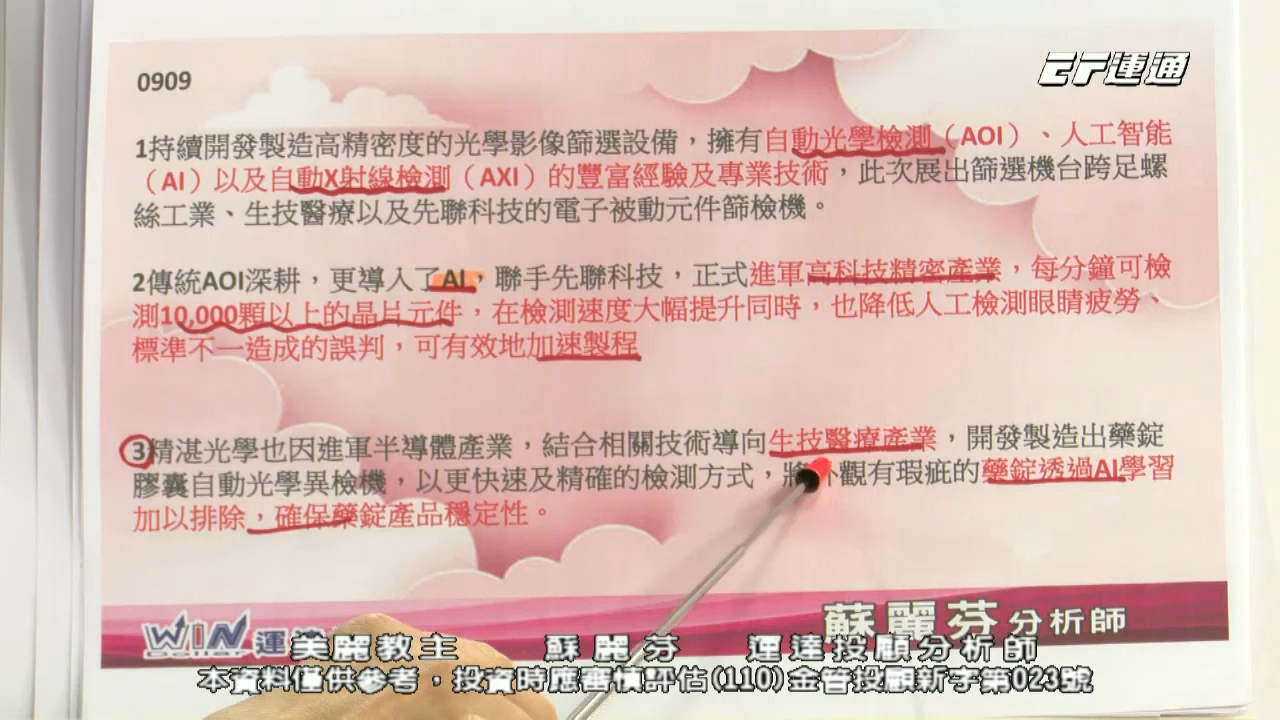 EF運通
0909
1持續開發製造高精密度的光學影像篩選設備，擁有自動光學檢測（AOI）、人工智能
（AI）以及自動X射線檢測（AXI）的豐富經驗及專業技術，此次展出篩選機台跨足螺
絲工業、生技醫療以及先聯科技的電子被動元件篩檢機。
2傳統AOI深耕，更導入了AI，聯手先聯科技，正式進軍高科技精密產業，每分鐘可檢
測10,000顆以上的晶片元件，在檢測速度大幅提升同時，也降低人工檢測眼睛疲勞、
標準不一造成的誤判，可有效地加速製程
3精湛光學也因進軍半導體產業，結合相關技術導向生技醫療產業，開發製造出藥錠
膠囊自動光學異檢機，以更快速及精確的檢測方式，將外觀有瑕疵的藥錠透過AI學習
加以排除，確保藥錠產品穩定性。
WIN 運達
蘇麗芬分析師
美麗教主 蘇麗芬 運達投顧分析師
本資料僅供參考，投資時應審慎評估(110)金管投顧新字第023號